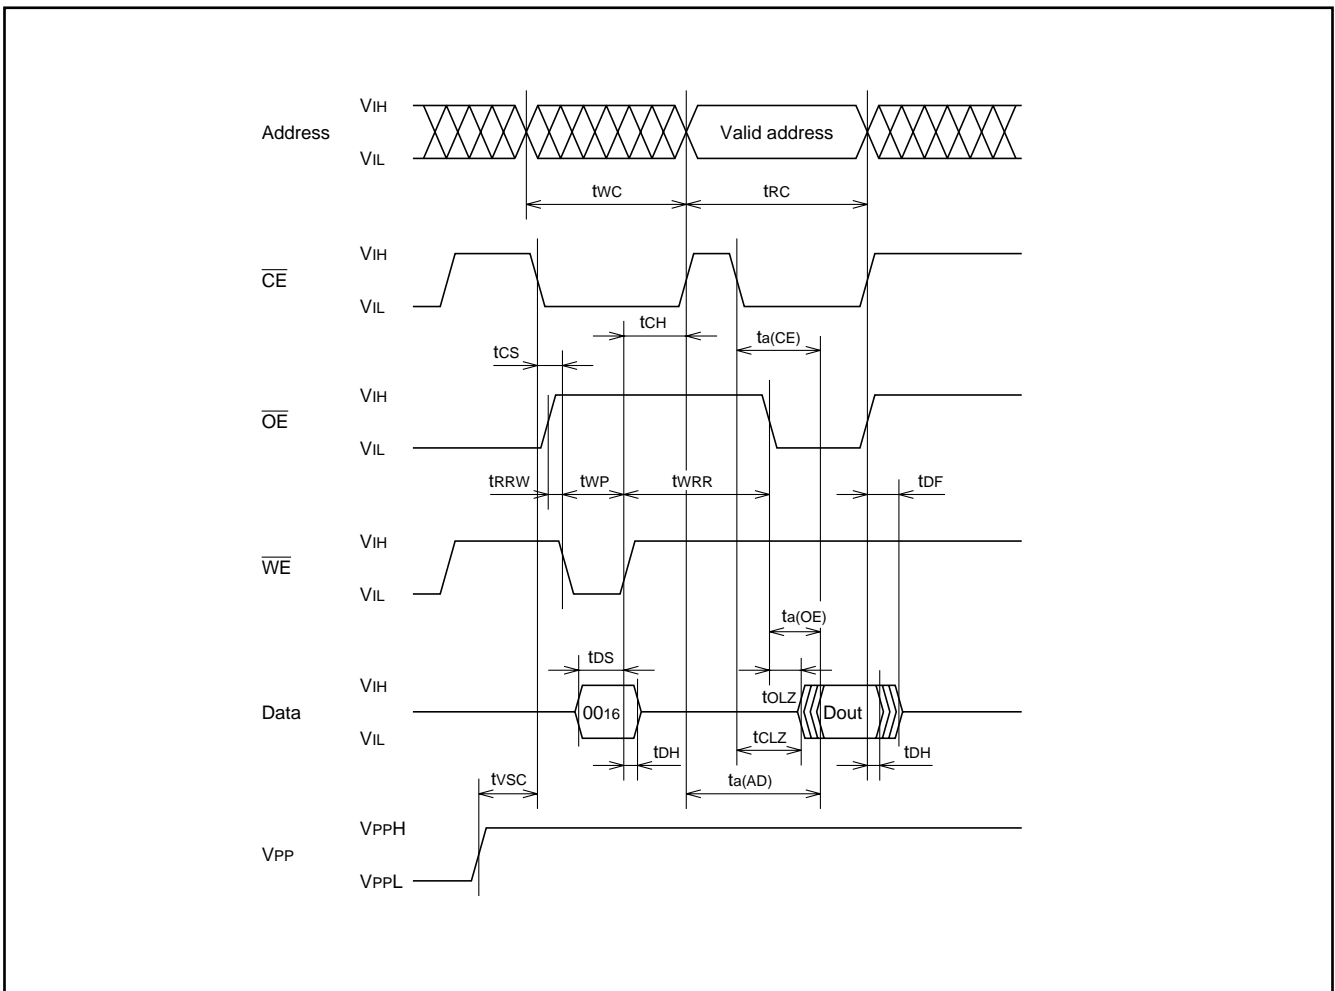 VIH
Address
Valid address
VIL
tWC
tRC
VIH
CE
VIL
tCH
ta(CE)
tCS
VIH
OE
VIL
tRRW
tWP
tWRR
tDF
VIH
WE
VIL
ta(OE)
tDS
VIH
tOLZ
Data
0016
Dout
VIL
tCLZ
tDH
tDH
tVSC
ta(AD)
VPPH
VPP
VPPL